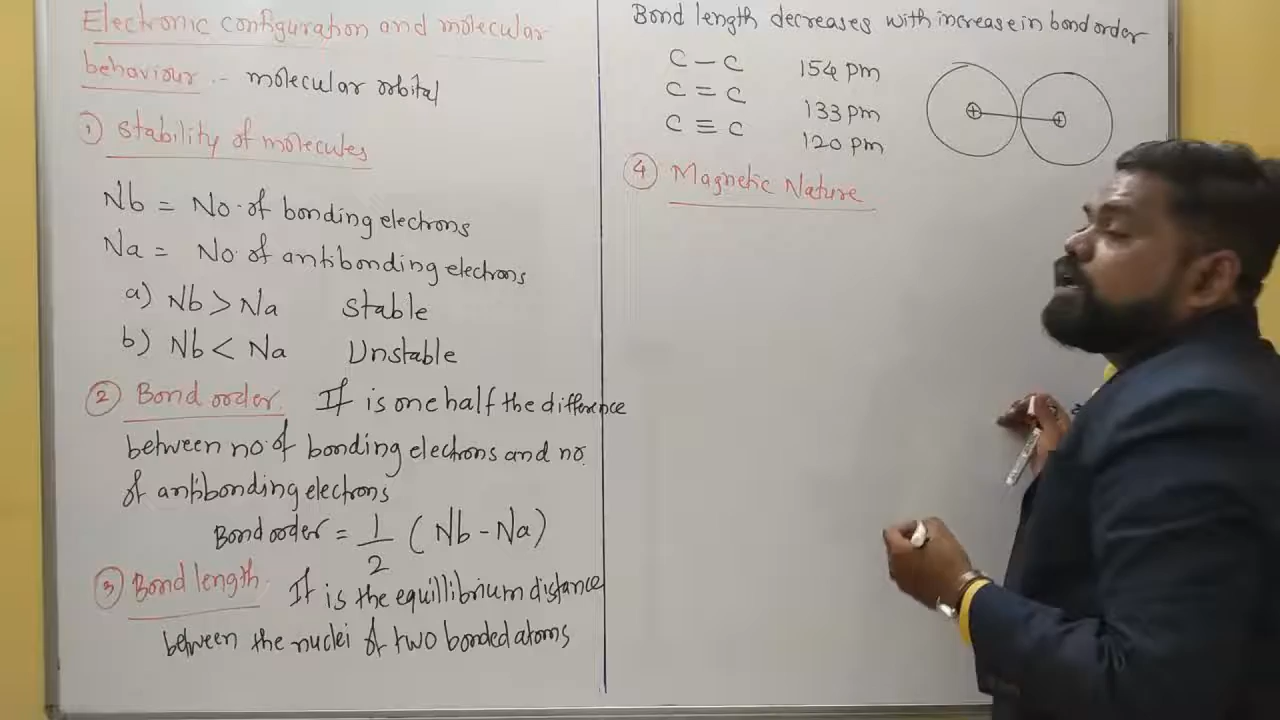 Electronic configuration and molecular
behaviour :- molecular orbital
① Stability of molecules
Nb = No. of bonding electrons
Na = No. of antibonding electrons
a) Nb > Na Stable
b) Nb < Na Unstable
② Bond order. It is one half the difference
between no. of bonding electrons and no.
of antibonding electrons
Bond order = 1/2 (Nb - Na)
③ Bond length. It is the equillibrium distance
between the nuclei of two bonded atoms
Bond length decreases with increase in bond order
C - C 154 pm
C = C 133 pm
C ≡ C 120 pm
+ +
④ Magnetic Nature